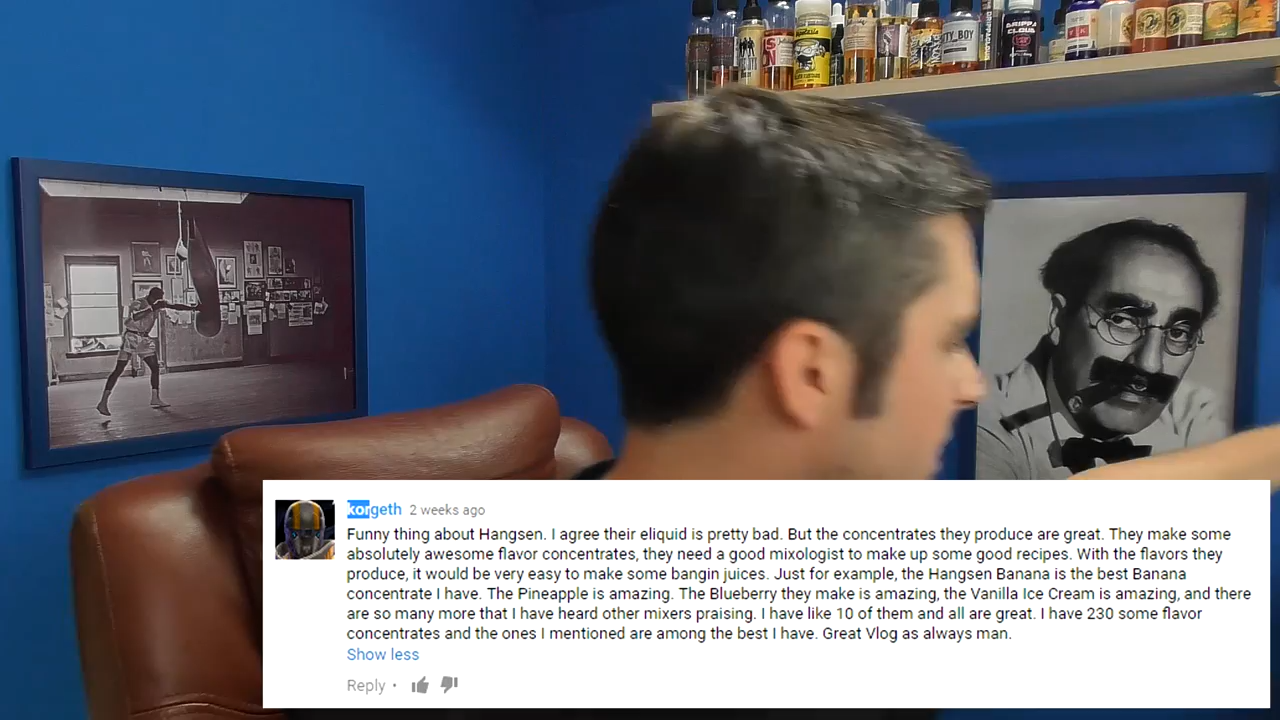 TY BOY
DRIPPA
CLOUD
korgeth 2 weeks ago
Funny thing about Hangsen. I agree their eliquid is pretty bad. But the concentrates they produce are great. They make some
absolutely awesome flavor concentrates, they need a good mixologist to make up some good recipes. With the flavors they
produce, it would be very easy to make some bangin juices. Just for example, the Hangsen Banana is the best Banana
concentrate I have. The Pineapple is amazing. The Blueberry they make is amazing, the Vanilla Ice Cream is amazing, and there
are so many more that I have heard other mixers praising. I have like 10 of them and all are great. I have 230 some flavor
concentrates and the ones I mentioned are among the best I have. Great Vlog as always man.
Show less
Reply •